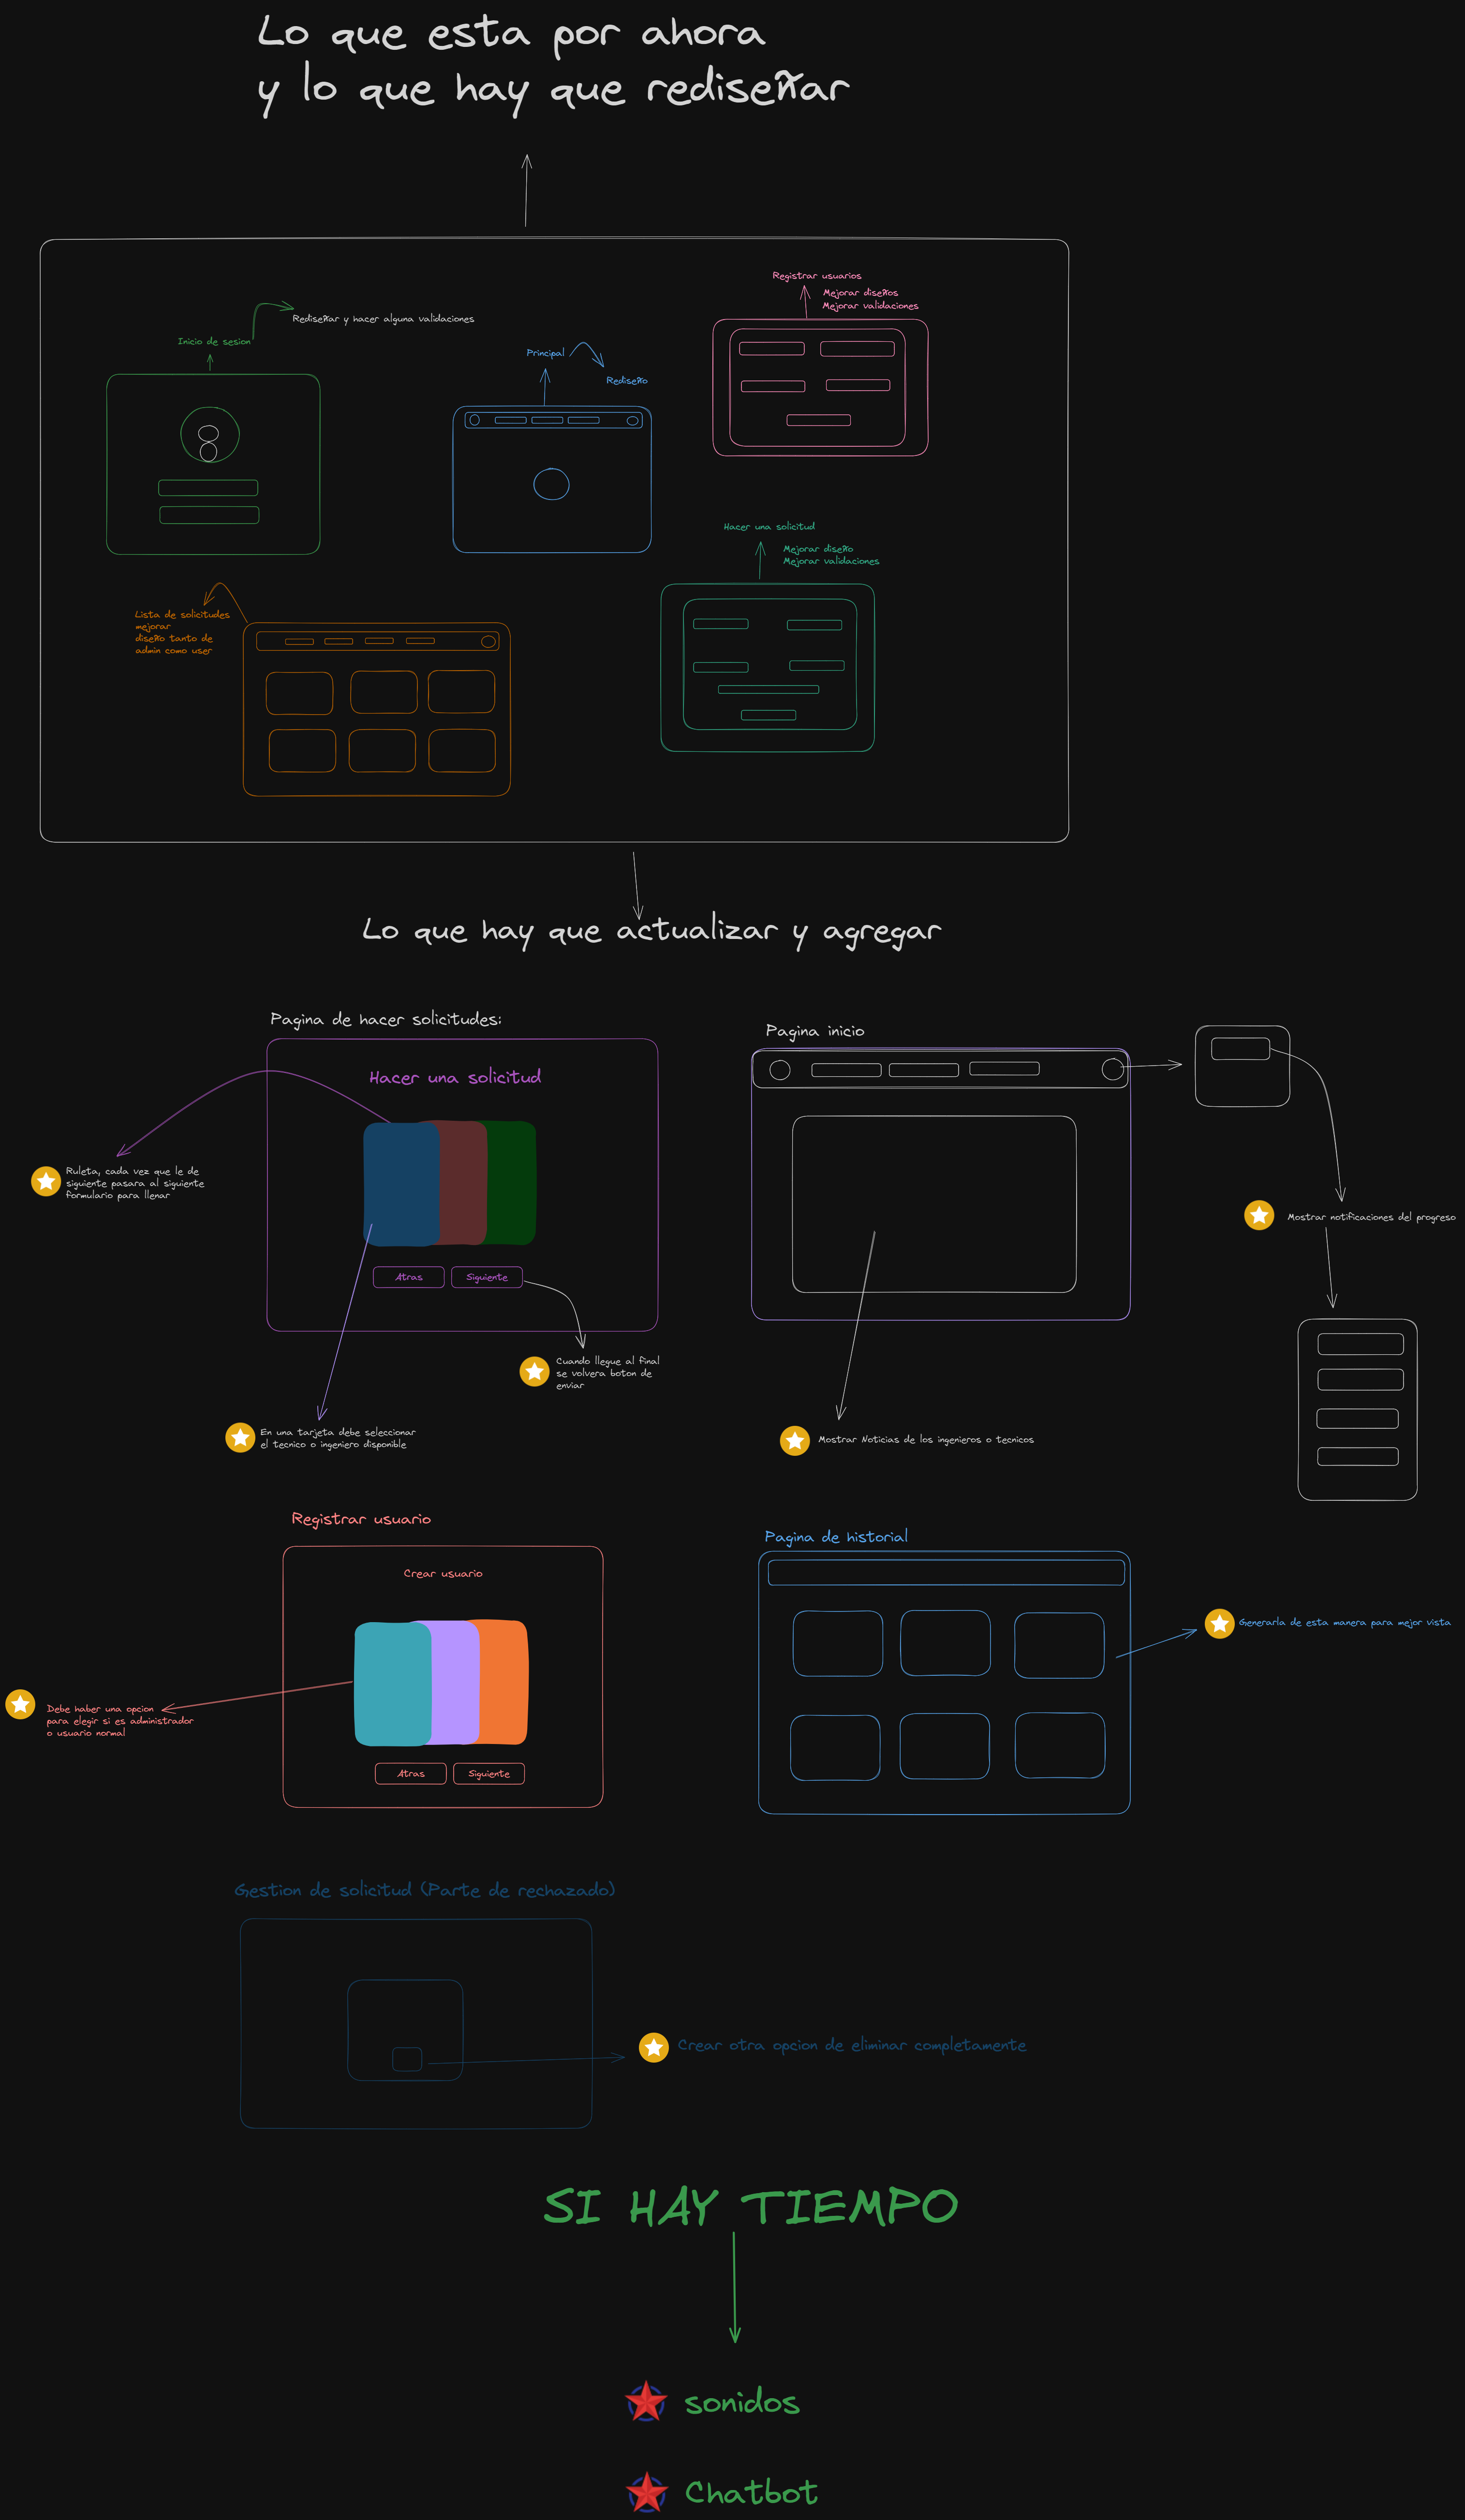 Lo que esta por ahora
y lo que hay que rediseñar
Registrar usuarios
Mejorar diseños
Mejorar validaciones
Rediseñar y hacer alguna validaciones
Inicio de sesion
Principal
Rediseño
Hacer una solicitud
Mejorar diseño
Mejorar validaciones
Lista de solicitudes
mejorar
diseño tanto de
admin como user
Lo que hay que actualizar y agregar
Pagina de hacer solicitudes:
Hacer una solicitud
Ruleta, cada vez que le de
siguiente pasara al siguiente
formulario para llenar
Atras
Siguiente
Cuando llegue al final
se volvera boton de
enviar
En una tarjeta debe seleccionar
el tecnico o ingeniero disponible
Pagina inicio
Mostrar notificaciones del progreso
Mostrar Noticias de los ingenieros o tecnicos
Registrar usuario
Crear usuario
Debe haber una opcion
para elegir si es administrador
o usuario normal
Atras
Siguiente
Pagina de historial
Generarla de esta manera para mejor vista
Gestion de solicitud (Parte de rechazado)
Crear otra opcion de eliminar completamente
SI HAY TIEMPO
sonidos
Chatbot